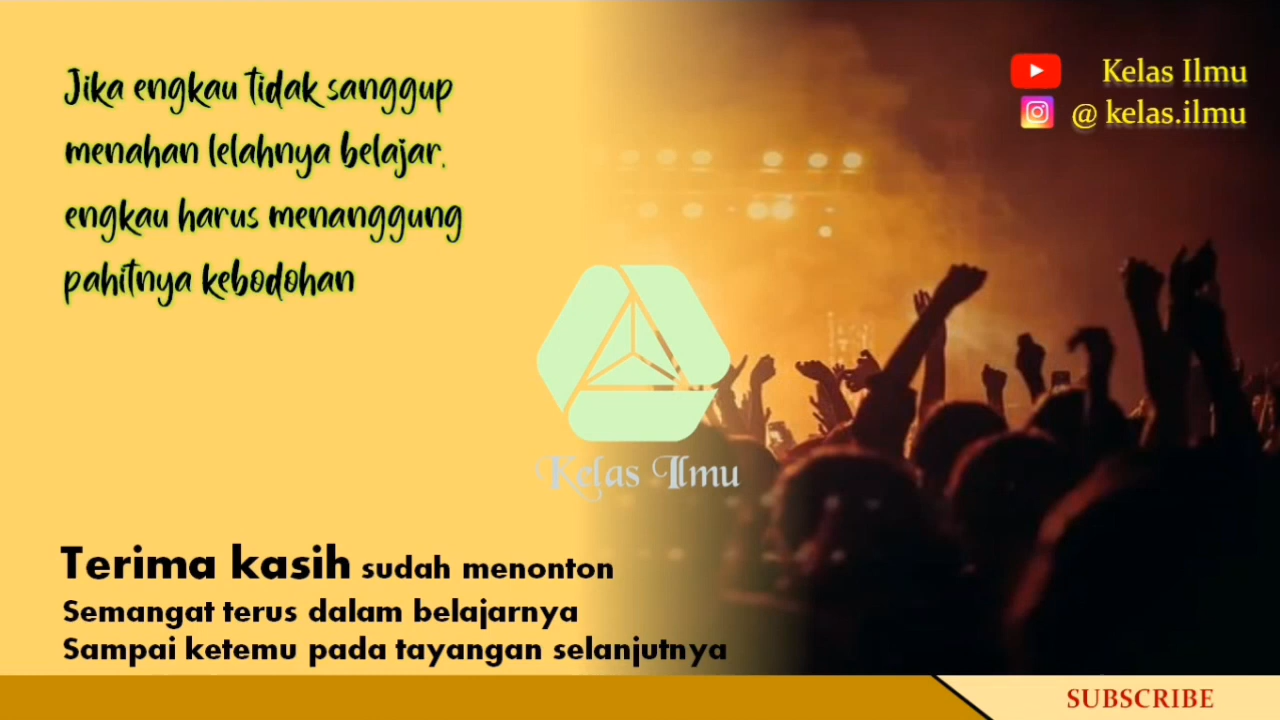 Jika engkau tidak sanggup
menahan lelahnya belajar,
engkau harus menanggung
pahitnya kebodohan
Kelas Ilmu
@ kelas.ilmu
Kelas Ilmu
Terima kasih sudah menonton
Semangat terus dalam belajarnya
Sampai ketemu pada tayangan selanjutnya
SUBSCRIBE